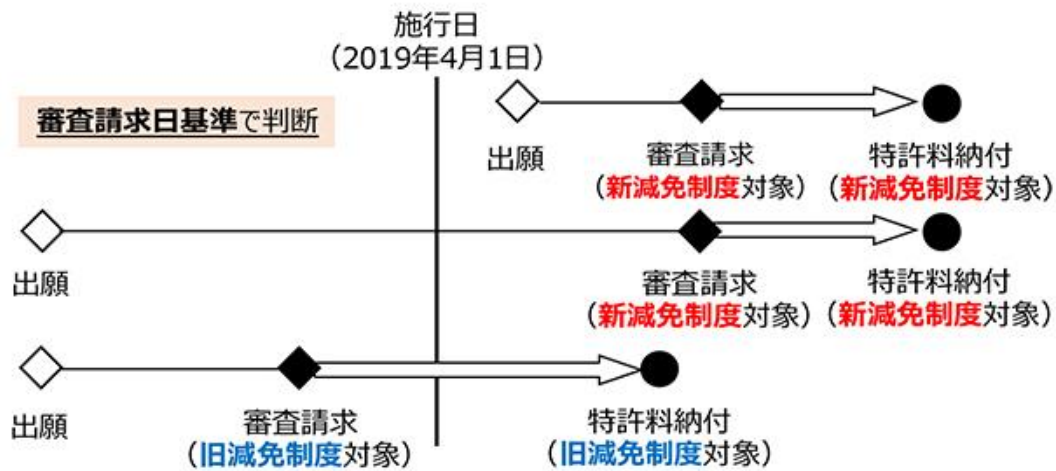 施行日
(2019年4月1日)
審査請求日基準で判断
出願
審査請求
(新減免制度対象)
特許料納付
(新減免制度対象)
出願
審査請求
(新減免制度対象)
特許料納付
(新減免制度対象)
出願
審査請求
(旧減免制度対象)
特許料納付
(旧減免制度対象)